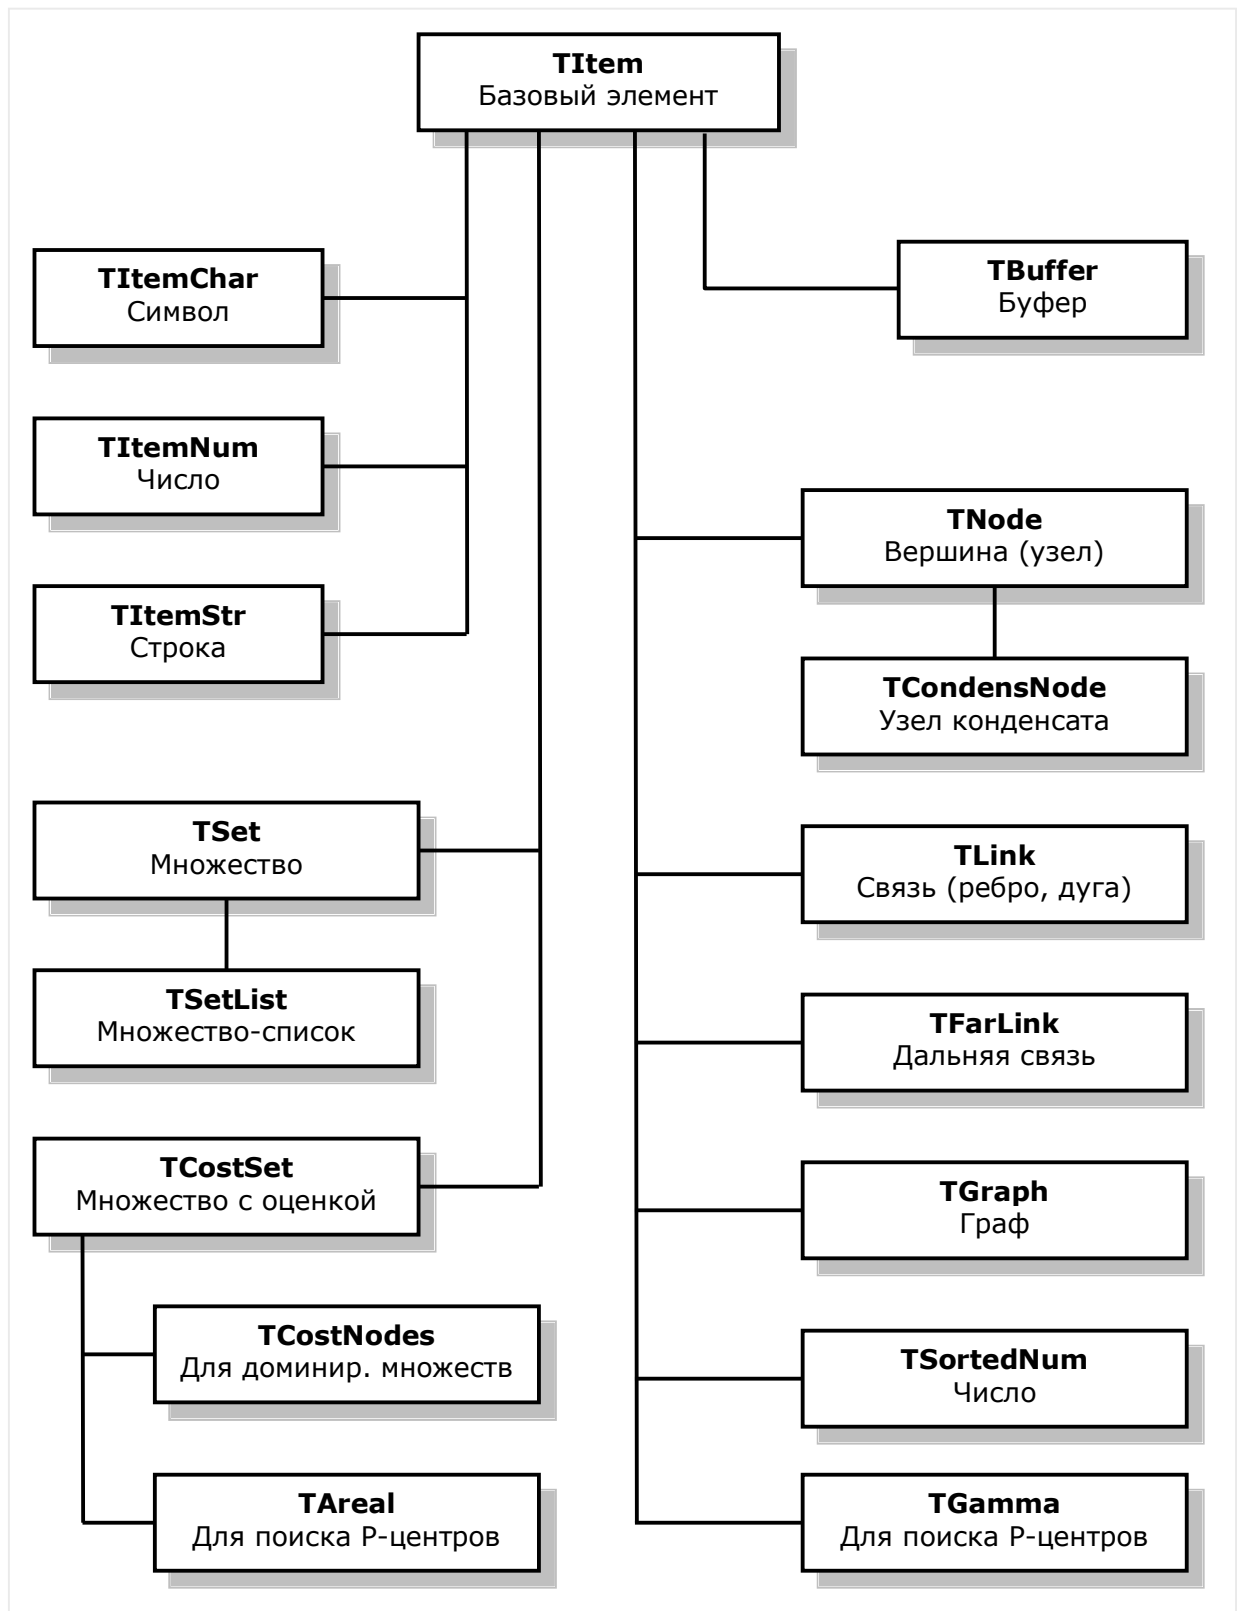 TItem
Базовый элемент
TItemChar
Символ
TBuffer
Буфер
TItemNum
Число
TNode
Вершина (узел)
TItemStr
Строка
TCondensNode
Узел конденсата
TSet
Множество
TLink
Связь (ребро, дуга)
TSetList
Множество-список
TFarLink
Дальняя связь
TCostSet
Множество с оценкой
TGraph
Граф
TCostNodes
Для доминир. множеств
TSortedNum
Число
TAreal
Для поиска P-центров
TGamma
Для поиска P-центров